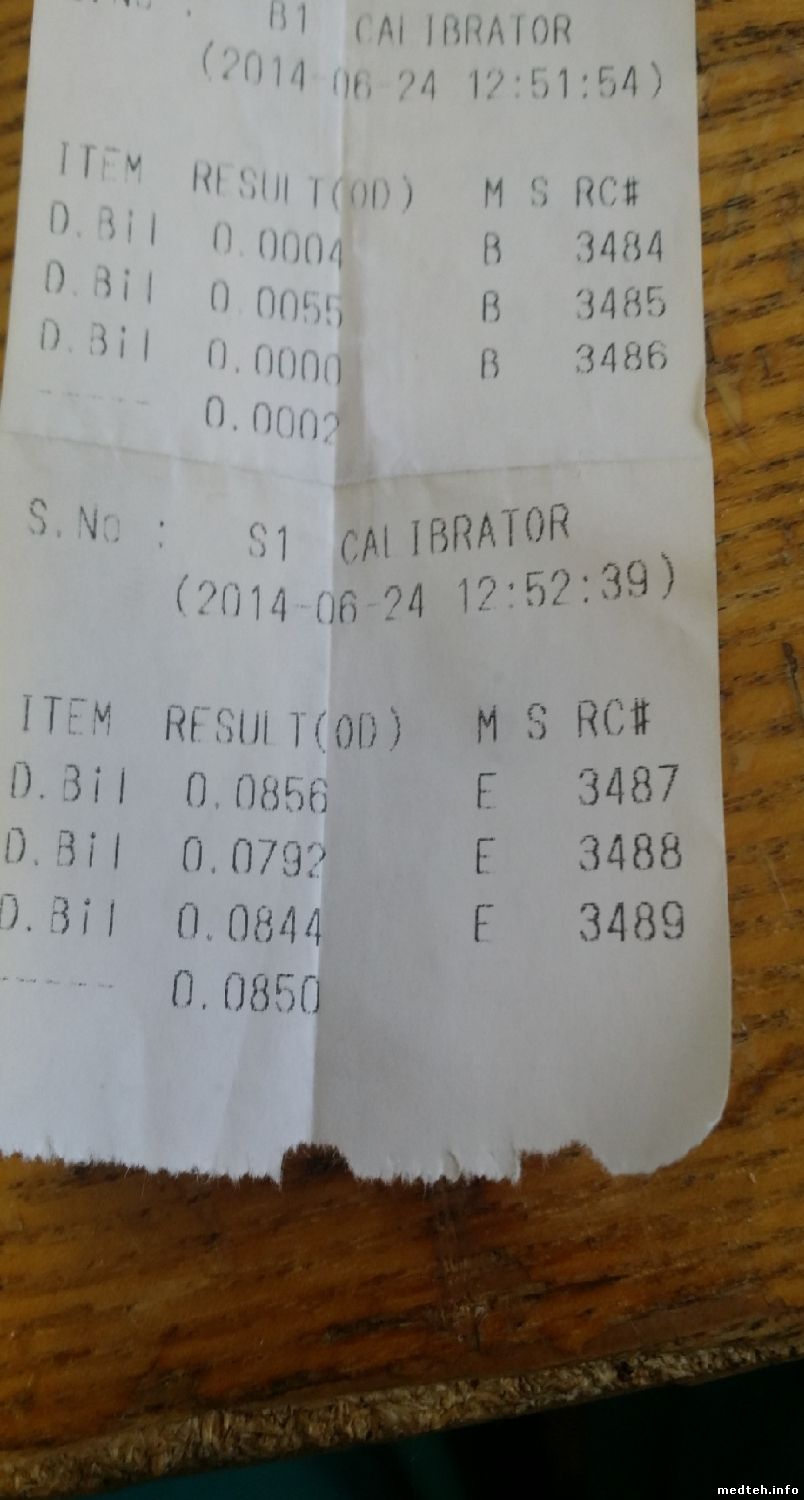 S.No : B1 CALIBRATOR
(2014-06-24 12:51:54)
ITEM RESULT(OD) M S RC#
D.Bil 0.0004 B 3484
D.Bil 0.0055 B 3485
D.Bil 0.0000 B 3486
----- 0.0002
S.No : S1 CALIBRATOR
(2014-06-24 12:52:39)
ITEM RESULT(OD) M S RC#
D.Bil 0.0856 E 3487
D.Bil 0.0792 E 3488
D.Bil 0.0844 E 3489
------ 0.0850
medteh.info